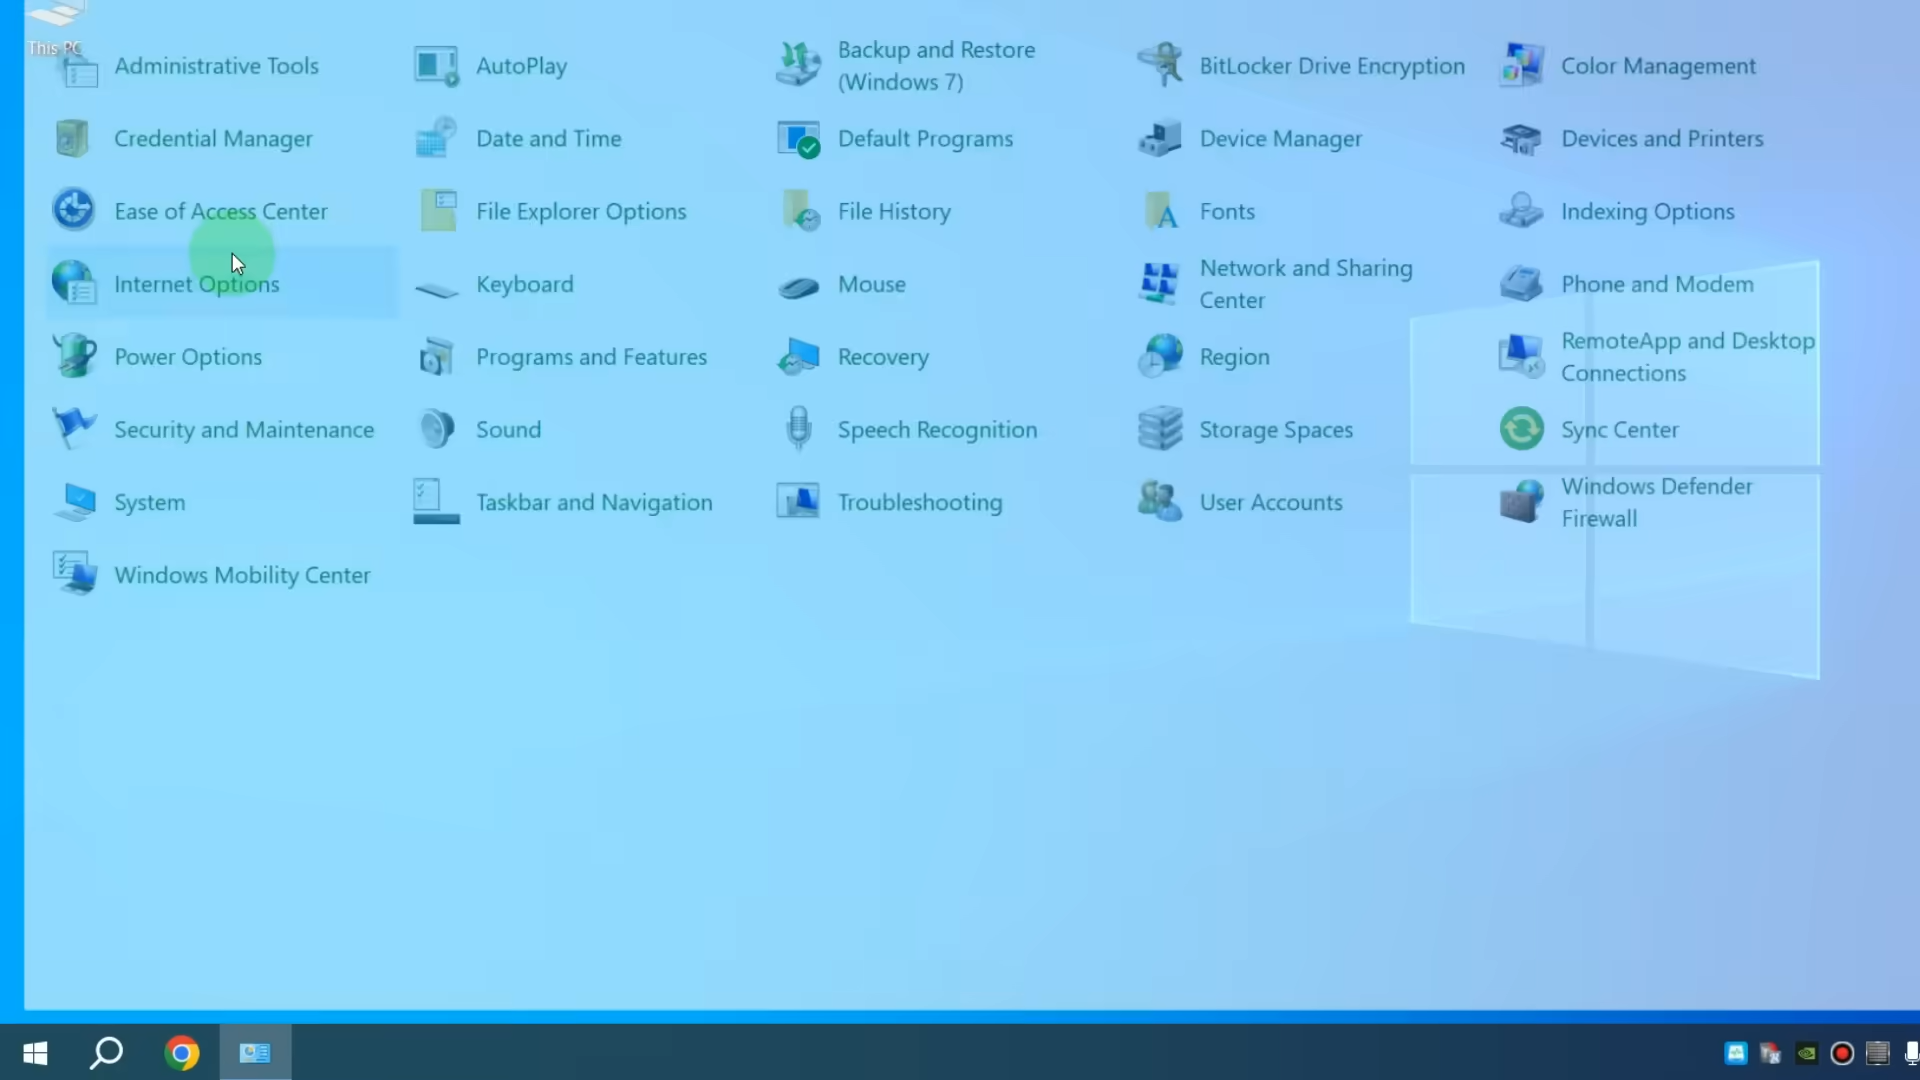 This PC
Administrative Tools
AutoPlay
Backup and Restore
(Windows 7)
BitLocker Drive Encryption
Color Management
Credential Manager
Date and Time
Default Programs
Device Manager
Devices and Printers
Ease of Access Center
File Explorer Options
File History
Fonts
Indexing Options
Internet Options
Keyboard
Mouse
Network and Sharing
Center
Phone and Modem
Power Options
Programs and Features
Recovery
Region
RemoteApp and Desktop
Connections
Security and Maintenance
Sound
Speech Recognition
Storage Spaces
Sync Center
System
Taskbar and Navigation
Troubleshooting
User Accounts
Windows Defender
Firewall
Windows Mobility Center